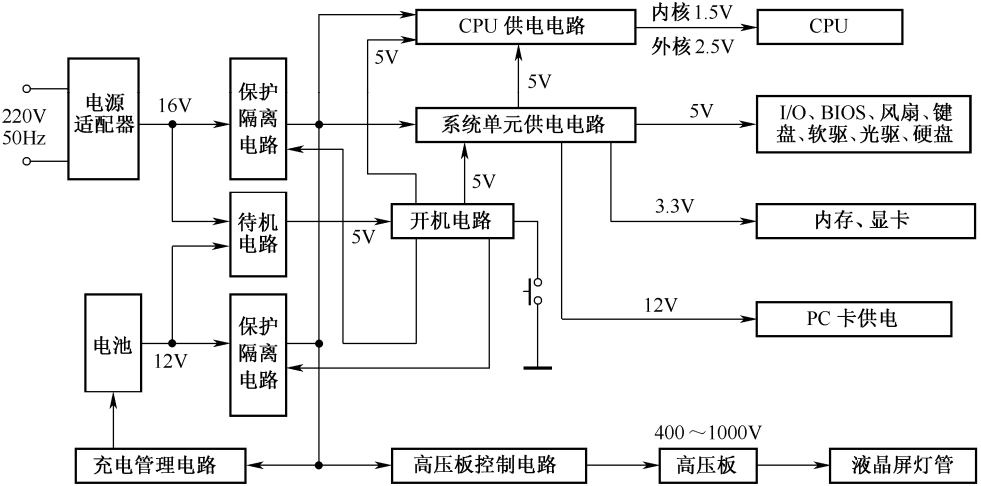 220V
50Hz
电源
适配器
16V
保护
隔离
电路
CPU 供电电路
内核 1.5V
外核 2.5V
CPU
5V
5V
系统单元供电电路
5V
I/O、BIOS、风扇、键
盘、软驱、光驱、硬盘
5V
待机
电路
5V
开机电路
3.3V
内存、显卡
12V
PC 卡供电
电池
12V
保护
隔离
电路
充电管理电路
高压板控制电路
400～1000V
高压板
液晶屏灯管